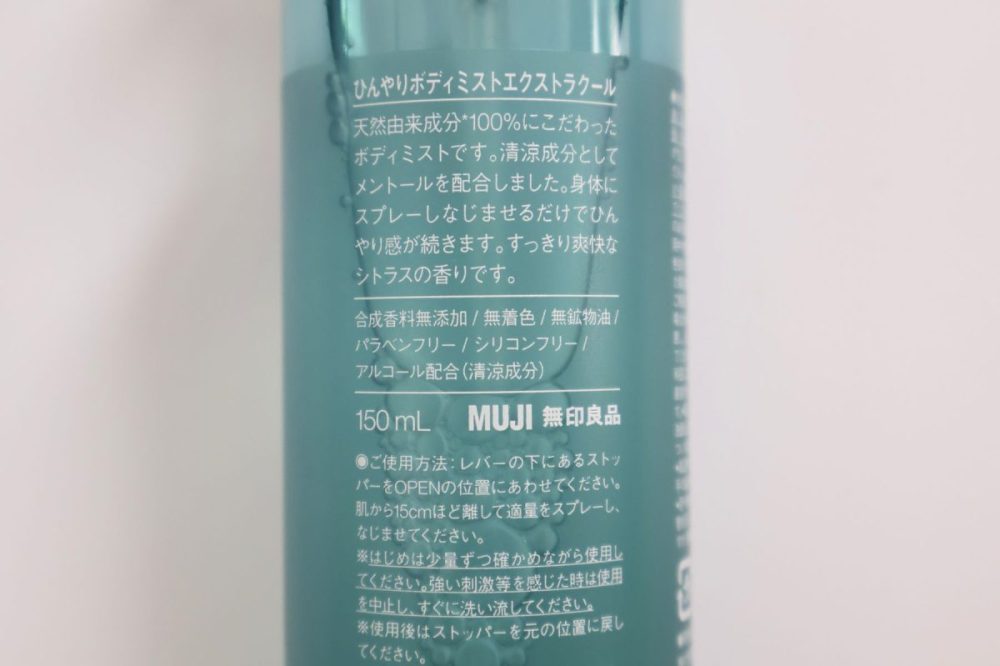 ひんやりボディミストエクストラクール
天然由来成分*100%にこだわった
ボディミストです。清涼成分として
メントールを配合しました。身体に
スプレーしなじませるだけでひん
やり感が続きます。すっきり爽快な
シトラスの香りです。
合成香料無添加 / 無着色 / 無鉱物油 /
パラベンフリー / シリコンフリー /
アルコール配合(清涼成分)
150 mL MUJI 無印良品
◉ご使用方法:レバーの下にあるストッ
パーをOPENの位置にあわせてください。
肌から15cmほど離して適量をスプレーし、
なじませてください。
※はじめは少量ずつ確かめながら使用し
てください。強い刺激等を感じた時は使用
を中止し、すぐに洗い流してください。
※使用後はストッパーを元の位置に戻し
てください。